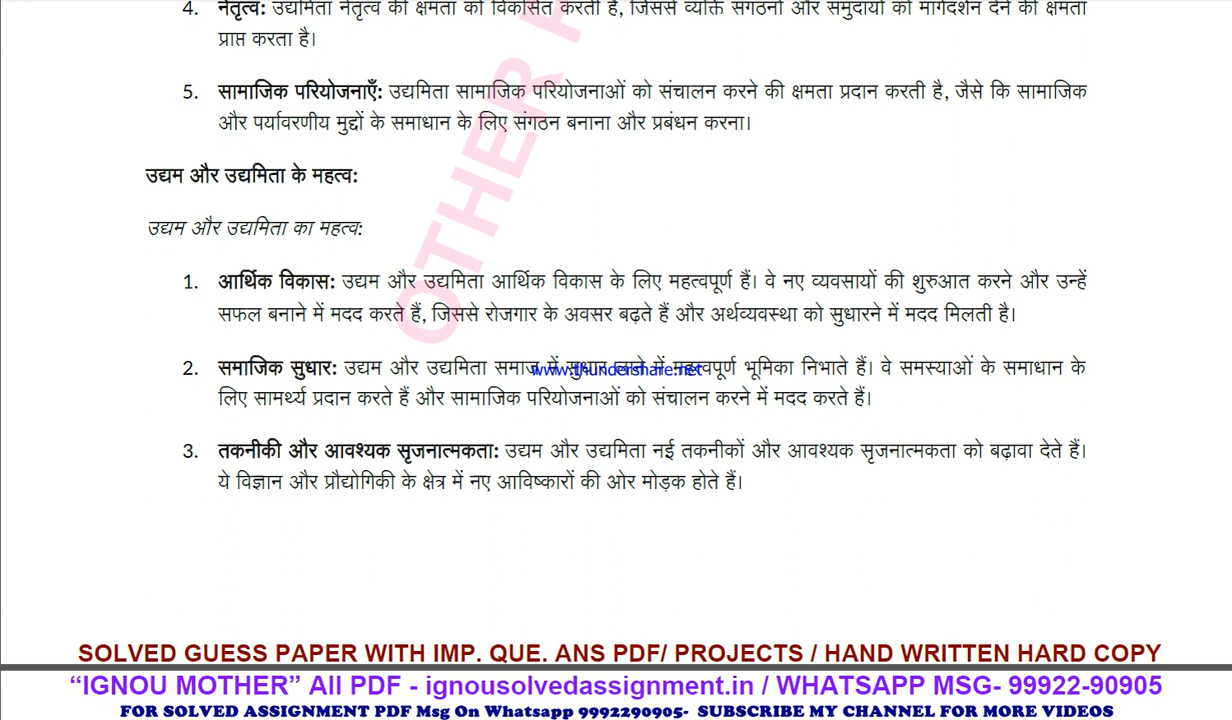 4. नेतृत्व: उद्यमिता नेतृत्व की क्षमता को विकसित करती है, जिससे व्यक्ति संगठनों और समुदायों को मार्गदर्शन देने की क्षमता
प्राप्त करता है।
5. सामाजिक परियोजनाएँ: उद्यमिता सामाजिक परियोजनाओं को संचालन करने की क्षमता प्रदान करती है, जैसे कि सामाजिक
और पर्यावरणीय मुद्दों के समाधान के लिए संगठन बनाना और प्रबंधन करना।
OTHER
उद्यम और उद्यमिता के महत्व:
उद्यम और उद्यमिता का महत्व:
1. आर्थिक विकास: उद्यम और उद्यमिता आर्थिक विकास के लिए महत्वपूर्ण हैं। वे नए व्यवसायों की शुरुआत करने और उन्हें
सफल बनाने में मदद करते हैं, जिससे रोजगार के अवसर बढ़ते हैं और अर्थव्यवस्था को सुधारने में मदद मिलती है।
2. समाजिक सुधार: उद्यम और उद्यमिता समाज में सुधार लाने में महत्वपूर्ण भूमिका निभाते हैं। वे समस्याओं के समाधान के
www.thundershare.net
लिए सामर्थ्य प्रदान करते हैं और सामाजिक परियोजनाओं को संचालन करने में मदद करते हैं।
3. तकनीकी और आवश्यक सृजनात्मकता: उद्यम और उद्यमिता नई तकनीकों और आवश्यक सृजनात्मकता को बढ़ावा देते हैं।
ये विज्ञान और प्रौद्योगिकी के क्षेत्र में नए आविष्कारों की ओर मोड़क होते हैं।
SOLVED GUESS PAPER WITH IMP. QUE. ANS PDF/ PROJECTS / HAND WRITTEN HARD COPY
“IGNOU MOTHER” All PDF - ignousolvedassignment.in / WHATSAPP MSG- 99922-90905
FOR SOLVED ASSIGNMENT PDF Msg On Whatsapp 9992290905- SUBSCRIBE MY CHANNEL FOR MORE VIDEOS